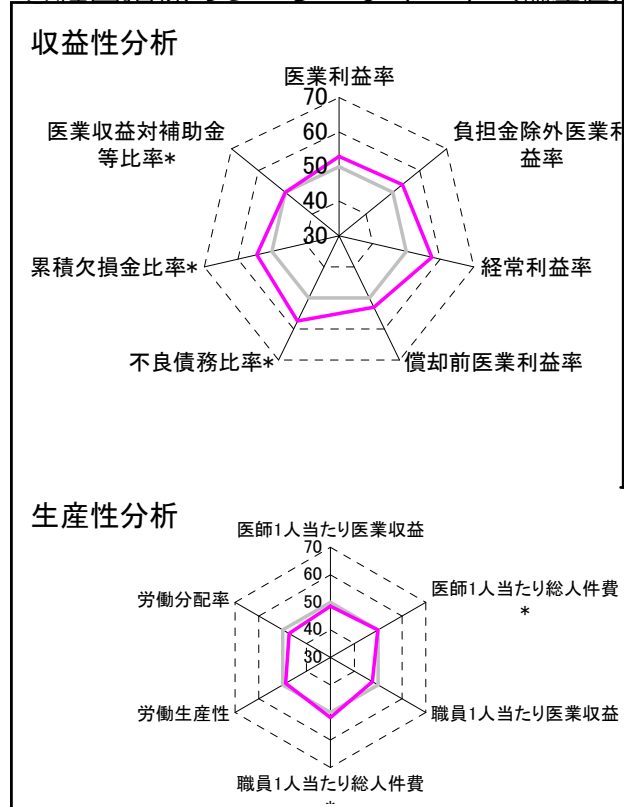 収益性分析
医業利益率
70
60
50
40
30
負担金除外医業利
益率
経常利益率
償却前医業利益率
不良債務比率*
累積欠損金比率*
医業収益対補助金
等比率*
生産性分析
医師1人当たり医業収益
70
60
50
40
30
医師1人当たり総人件費
*
職員1人当たり医業収益
職員1人当たり総人件費
*
労働生産性
労働分配率